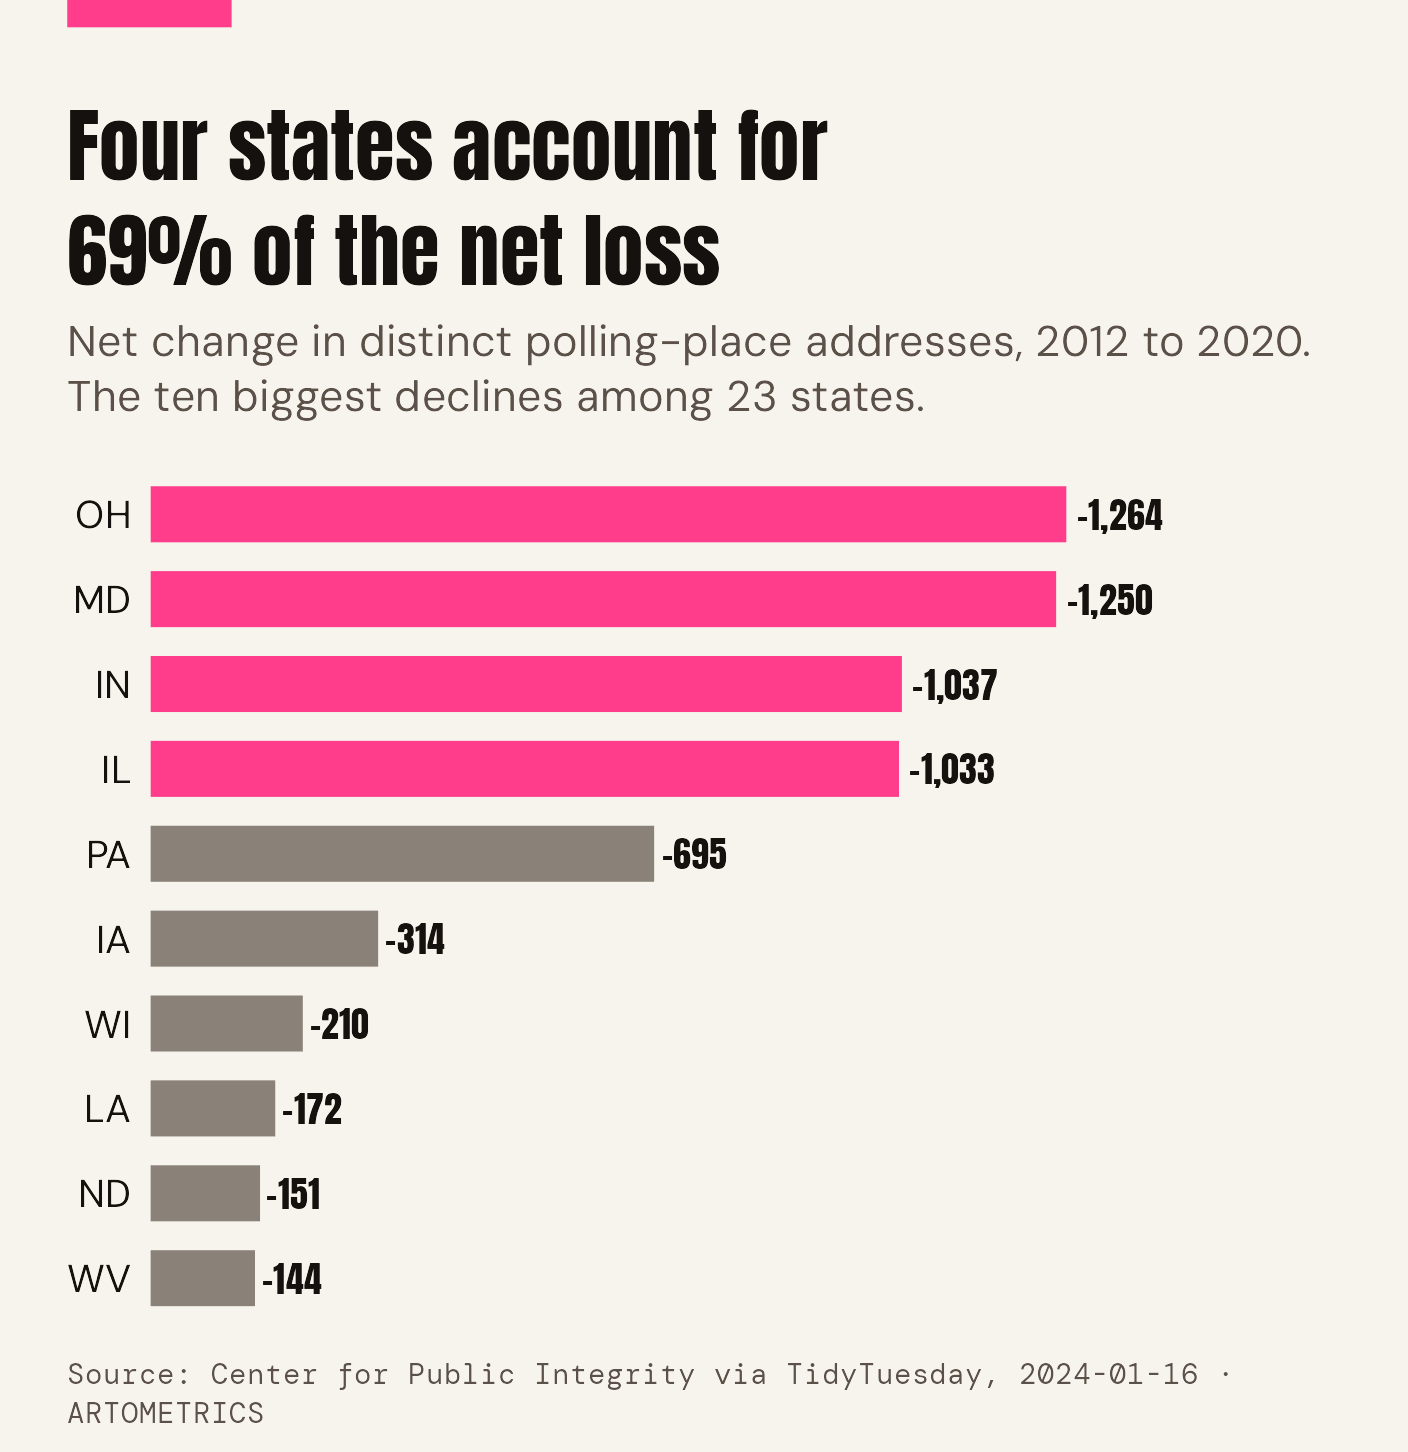 Four states account for
69% of the net loss
Net change in distinct polling-place addresses, 2012 to 2020.
The ten biggest declines among 23 states.
OH -1,264
MD -1,250
IN -1,037
IL -1,033
PA -695
IA -314
WI -210
LA -172
ND -151
WV -144
Source: Center for Public Integrity via TidyTuesday, 2024-01-16 ·
ARTOMETRICS